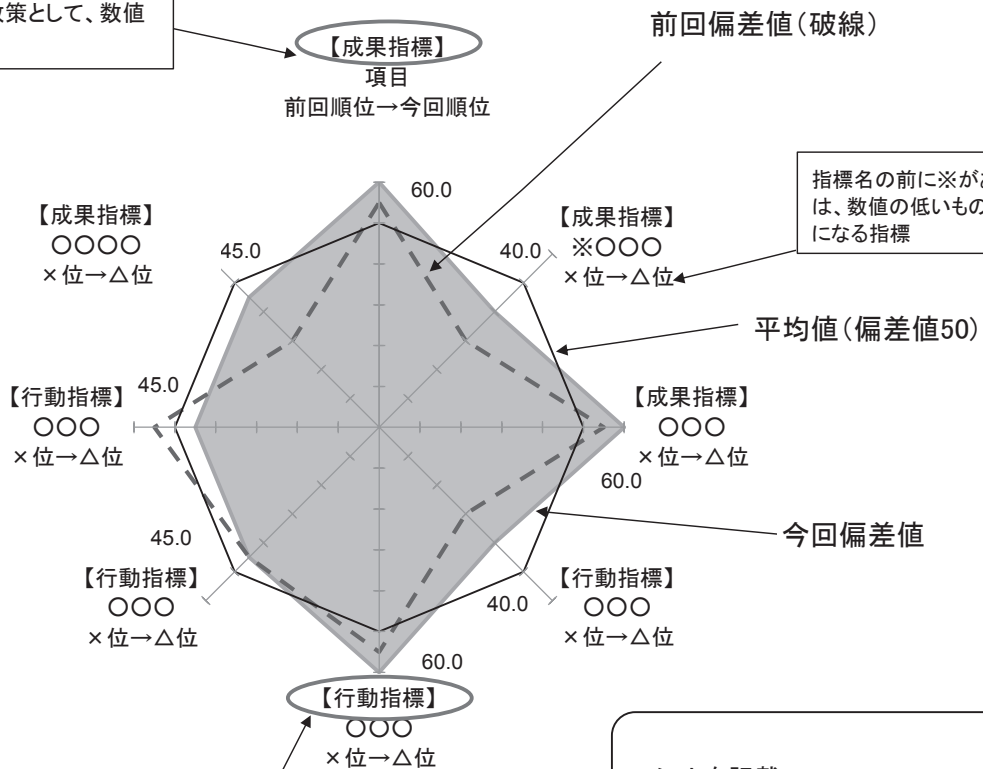 政策として、数値
【成果指標】
項目
前回順位→今回順位
前回偏差値（破線）
指標名の前に※があ
は、数値の低いもの
になる指標
60.0
【成果指標】
○○○○
×位→△位
45.0
【成果指標】
※○○○
×位→△位
40.0
平均値（偏差値50）
【行動指標】
○○○
×位→△位
45.0
【成果指標】
○○○
×位→△位
60.0
今回偏差値
45.0
【行動指標】
○○○
×位→△位
40.0
【行動指標】
○○○
×位→△位
60.0
【行動指標】
○○○
×位→△位